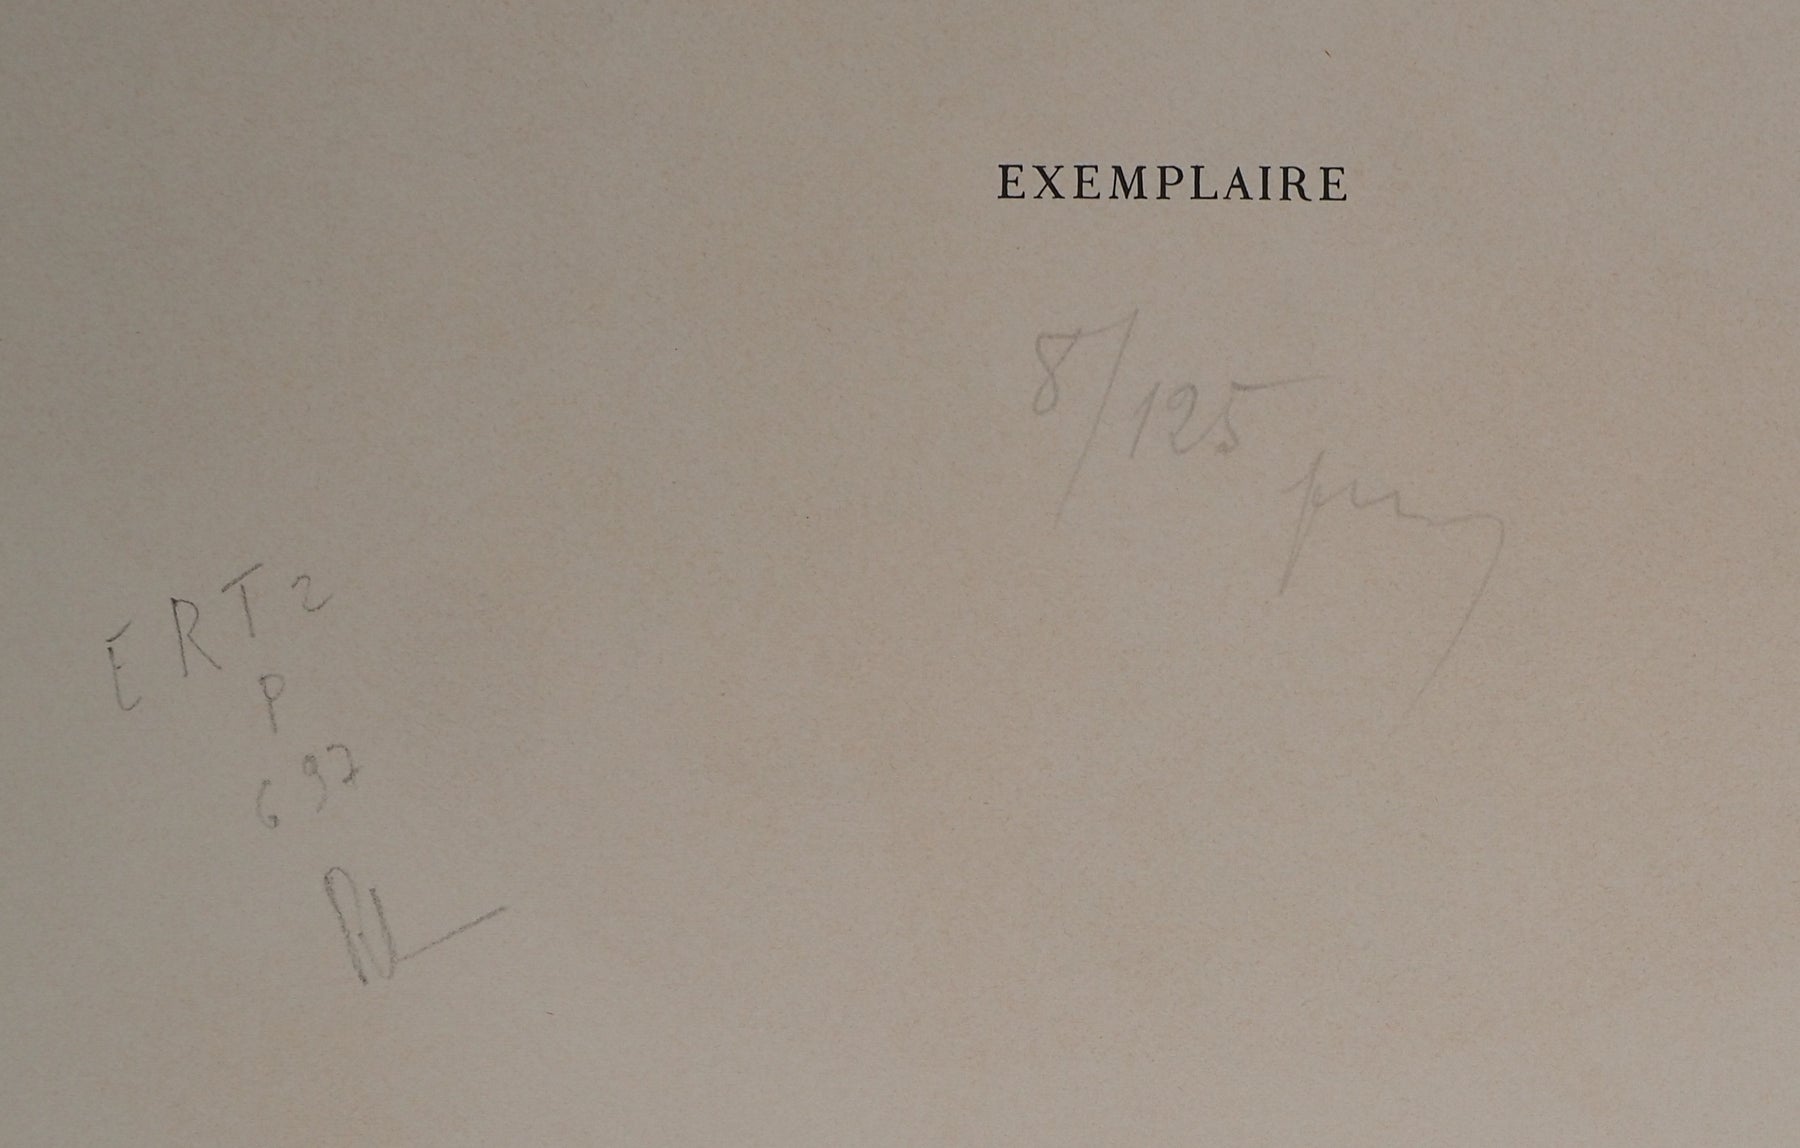 EXEMPLAIRE
8/125
ERT2
P
697